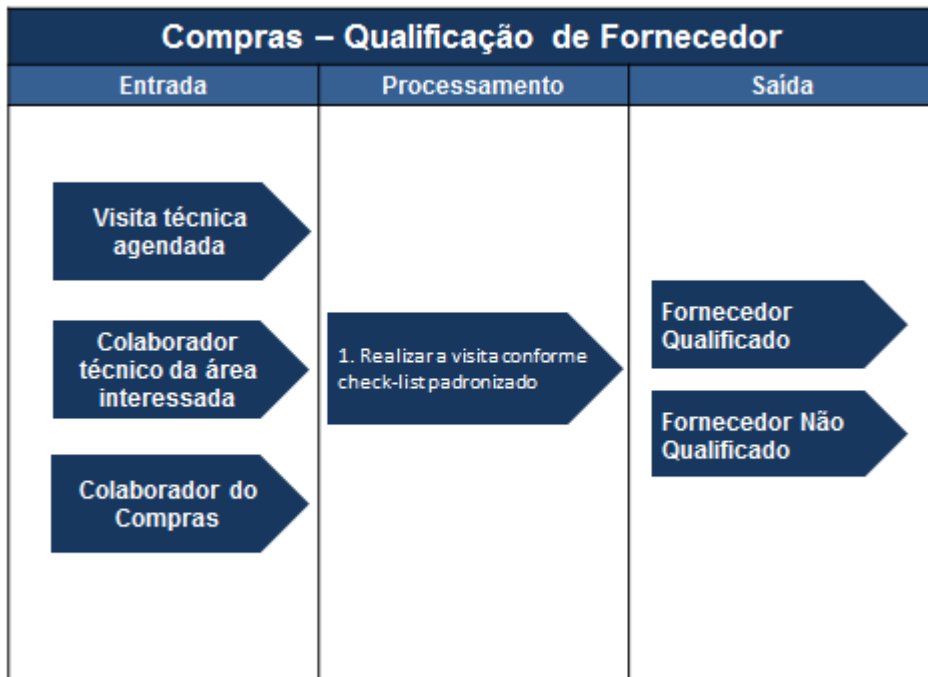 Compras – Qualificação de Fornecedor
Entrada
Processamento
Saída
Visita técnica
agendada
Colaborador
técnico da área
interessada
Colaborador do
Compras
1. Realizar a visita conforme
check-list padronizado
Fornecedor
Qualificado
Fornecedor Não
Qualificado